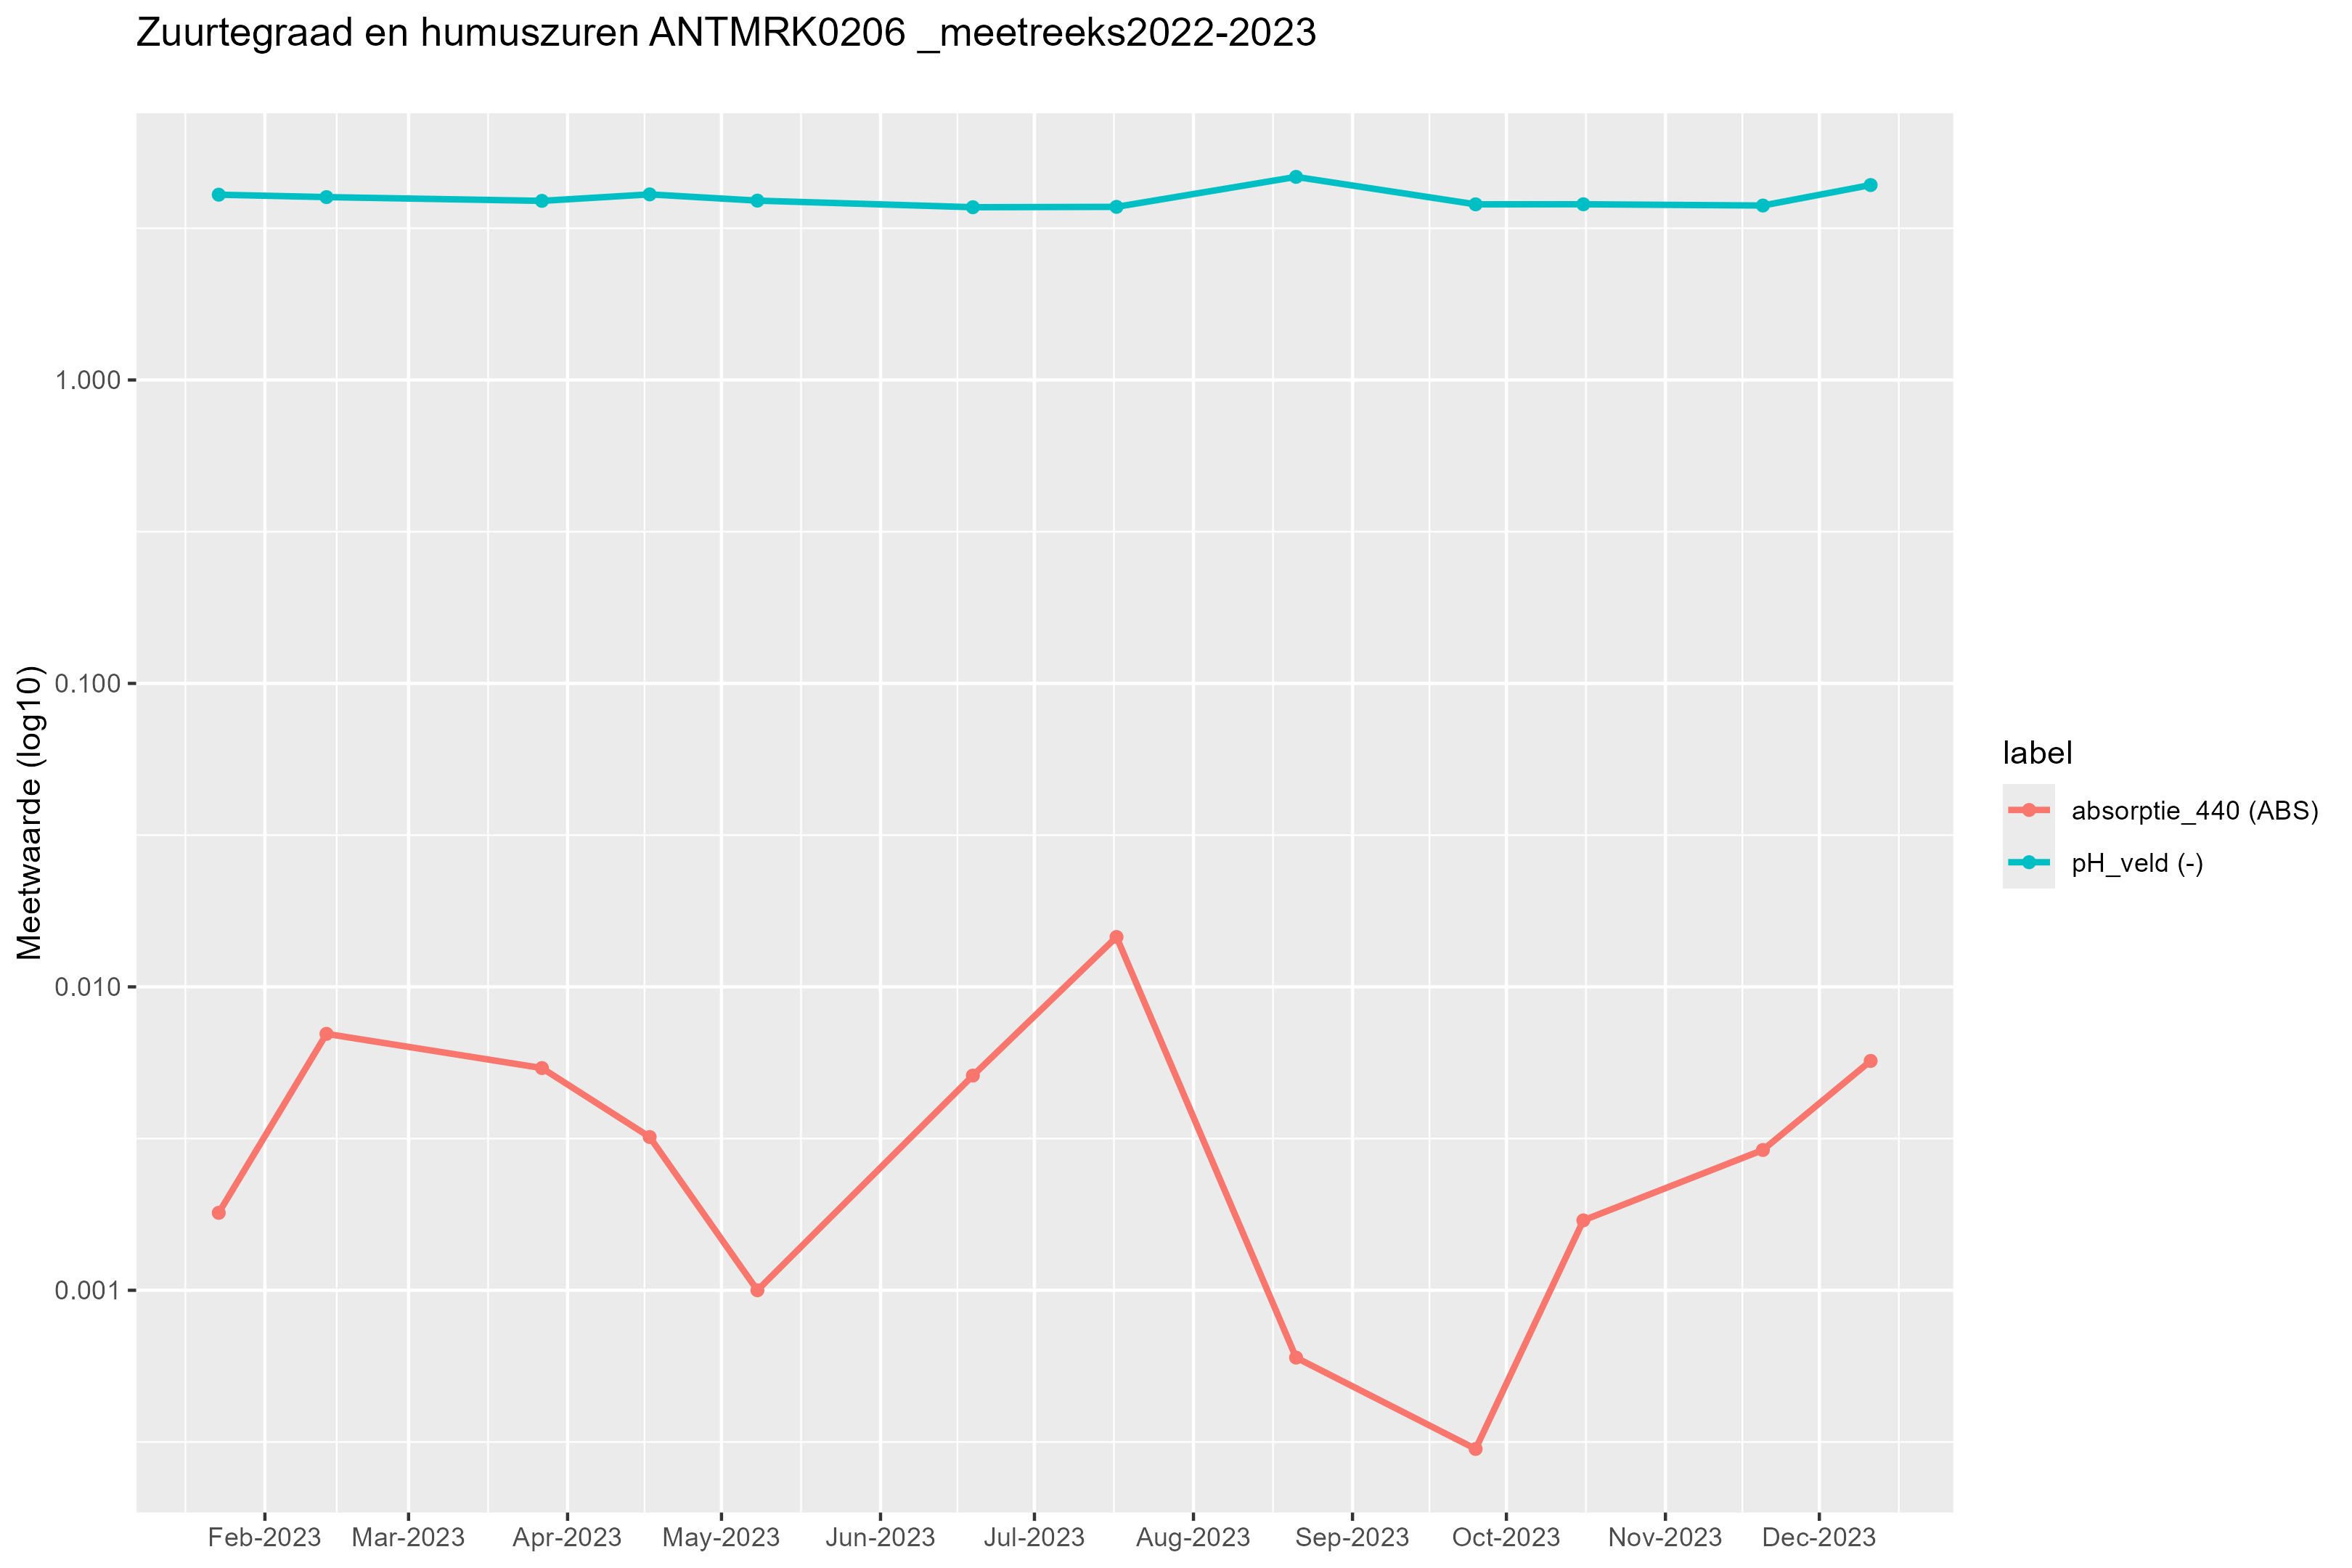 Zuurtegraad en humuszuren ANTMRK0206 _meetreeks2022-2023
Meetwaarde (log10)
1.000
0.100
0.010
0.001
Feb-2023 Mar-2023 Apr-2023 May-2023 Jun-2023 Jul-2023 Aug-2023 Sep-2023 Oct-2023 Nov-2023 Dec-2023
label
absorptie_440 (ABS)
pH_veld (-)